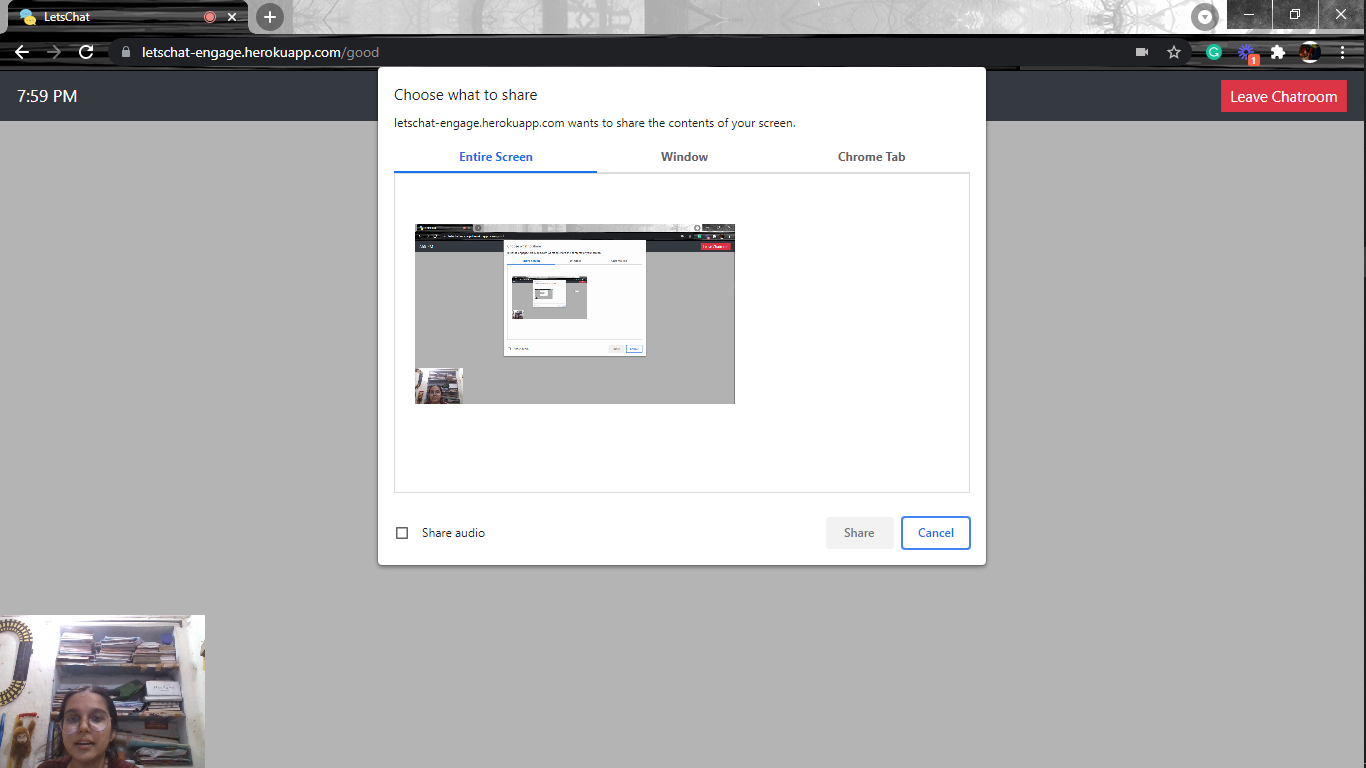 LetsChat
letschat-engage.herokuapp.com/good
1
7:59 PM
Leave Chatroom
Choose what to share
letschat-engage.herokuapp.com wants to share the contents of your screen.
Entire Screen
Window
Chrome Tab
Share audio
Share
Cancel